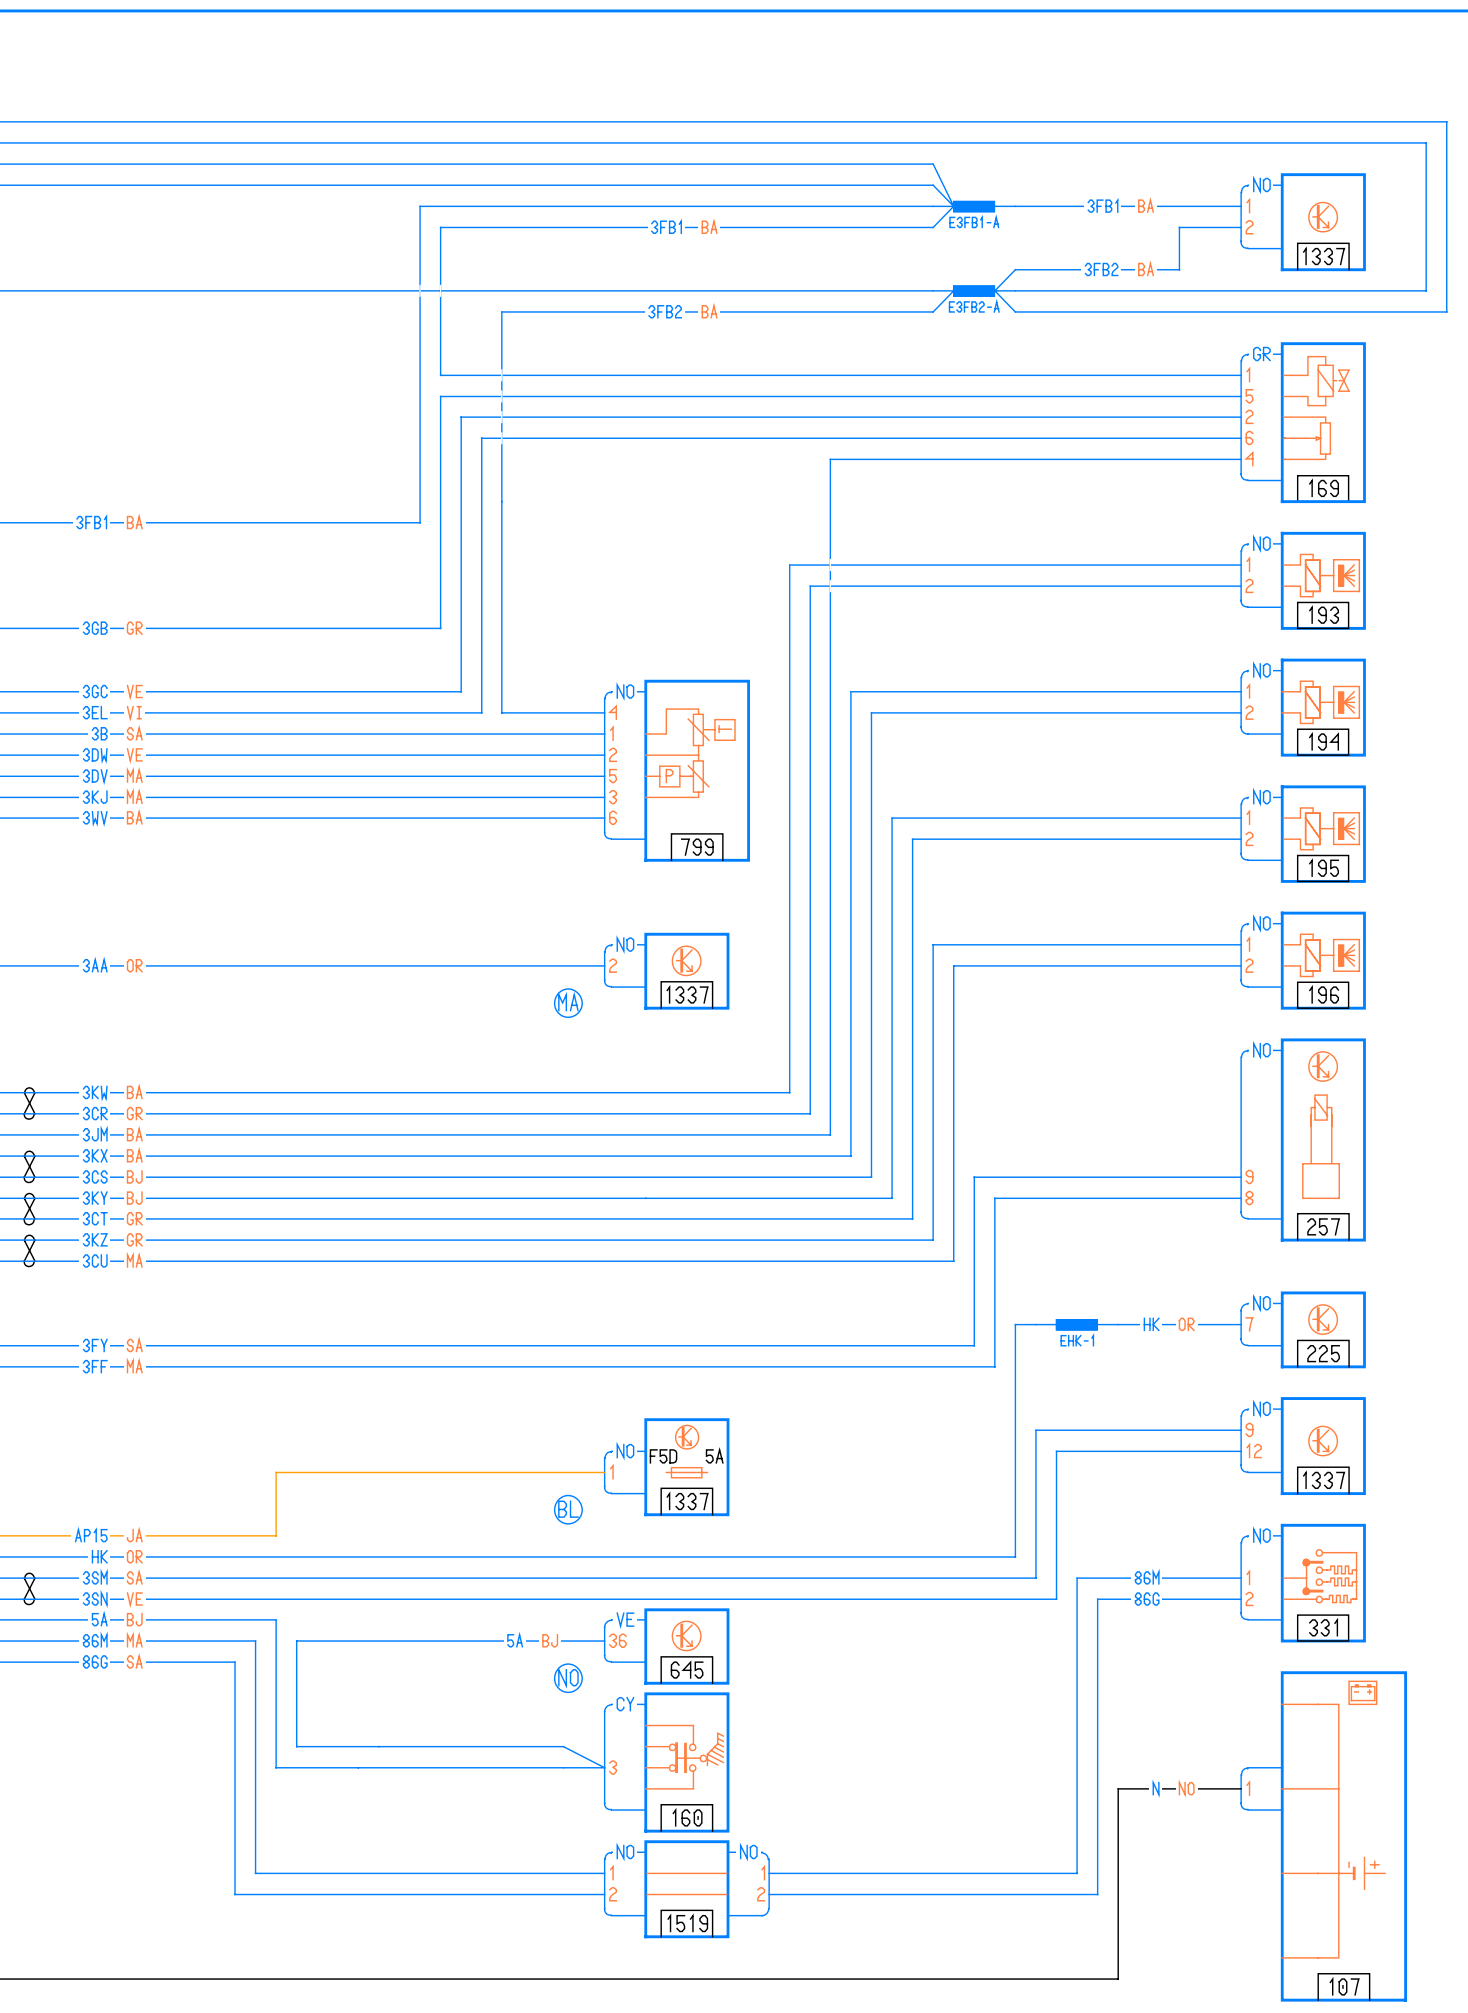 NO
3FB1 BA 1
E3FB1-A
3FB1 BA 2
1337
3FB2 BA
E3FB2-A
3FB2 BA
GR
1
5
2
6
4
169
3FB1 BA
NO
1
2
193
3GB GR
NO
1
2
194
3GC VE NO
3EL VI 4
3B SA 1
3DW VE 2
3DV MA 5 P T
3KJ MA 3
3WV BA 6
799
NO
1
2
195
NO
1
2
196
NO
3AA OR 2
MA
1337
NO
9
8
257
3KW BA
3CR GR
3JM BA
3KX BA
3CS BJ
3KY BJ
3CT GR
3KZ GR
3CU MA
NO
HK OR 7
EHK-1
225
3FY SA
3FF MA
NO
9
12
1337
NO F5D 5A
1
BL
1337
AP15 JA
HK OR
3SM SA
3SN VE
5A BJ
86M MA
86G SA
NO
86M 1
86G 2
331
VE
5A BJ 36
NO
645
CY
3
160
- +
N NO 1
NO NO
1 1
2 2
1519
- +
107